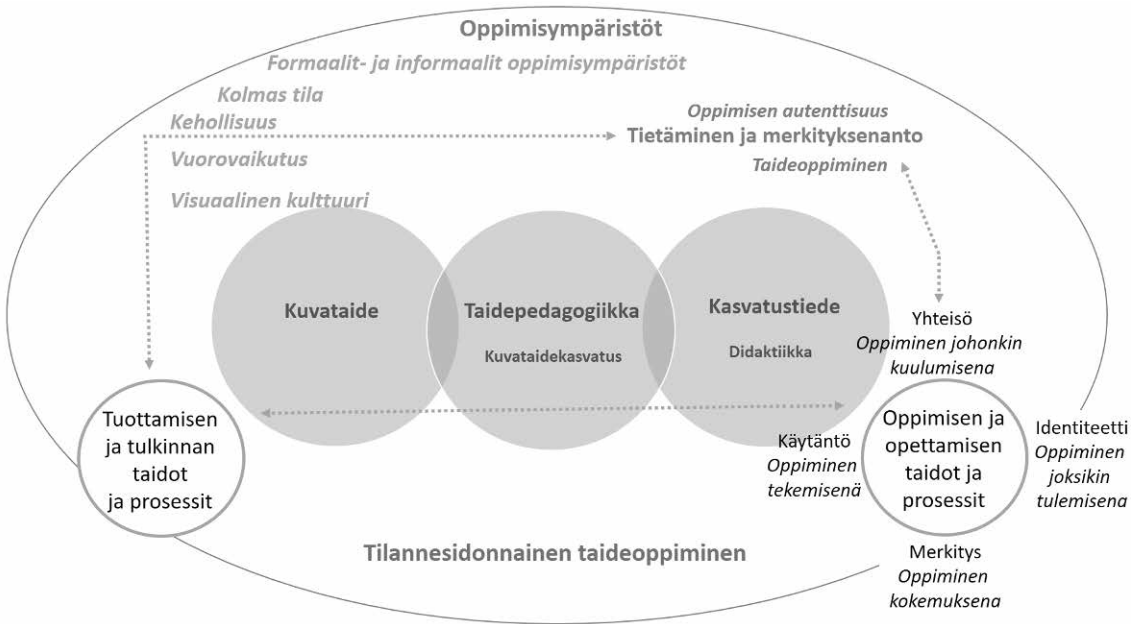 Oppimisympäristöt
Formaalit- ja informaalit oppimisympäristöt
Kolmas tila
Kehollisuus
Vuorovaikutus
Visuaalinen kulttuuri
Oppimisen autenttisuus
Tietäminen ja merkityksenanto
Taideoppiminen
Kuvataide
Taidepedagogiikka
Kuvataidekasvatus
Kasvatustiede
Didaktiikka
Tuottamisen
ja tulkinnan
taidot
ja prosessit
Yhteisö
Oppiminen johonkin
kuulumisena
Käytäntö
Oppiminen
tekemisenä
Oppimisen ja
opettamisen
taidot ja
prosessit
Identiteetti
Oppiminen
joksikin
tulemisena
Merkitys
Oppiminen
kokemuksena
Tilannesidonnainen taideoppiminen